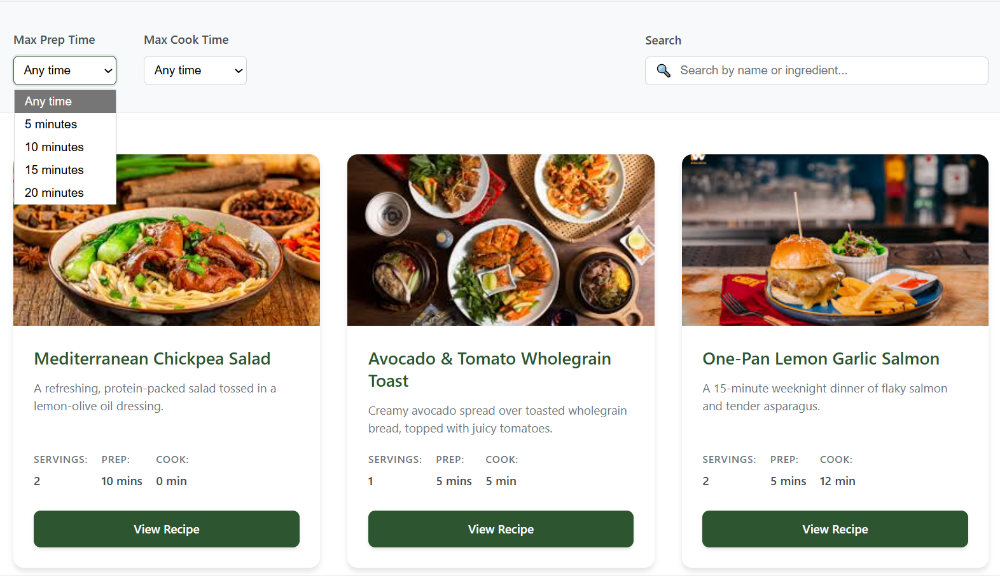 Max Prep Time
Max Cook Time
Search
Any time
Any time
Search by name or ingredient...
Any time
5 minutes
10 minutes
15 minutes
20 minutes
Mediterranean Chickpea Salad
A refreshing, protein-packed salad tossed in a
lemon-olive oil dressing.
SERVINGS: PREP: COOK:
2 10 mins 0 min
View Recipe
Avocado & Tomato Wholegrain
Toast
Creamy avocado spread over toasted wholegrain
bread, topped with juicy tomatoes.
SERVINGS: PREP: COOK:
1 5 mins 5 min
View Recipe
One-Pan Lemon Garlic Salmon
A 15-minute weeknight dinner of flaky salmon
and tender asparagus.
SERVINGS: PREP: COOK:
2 5 mins 12 min
View Recipe